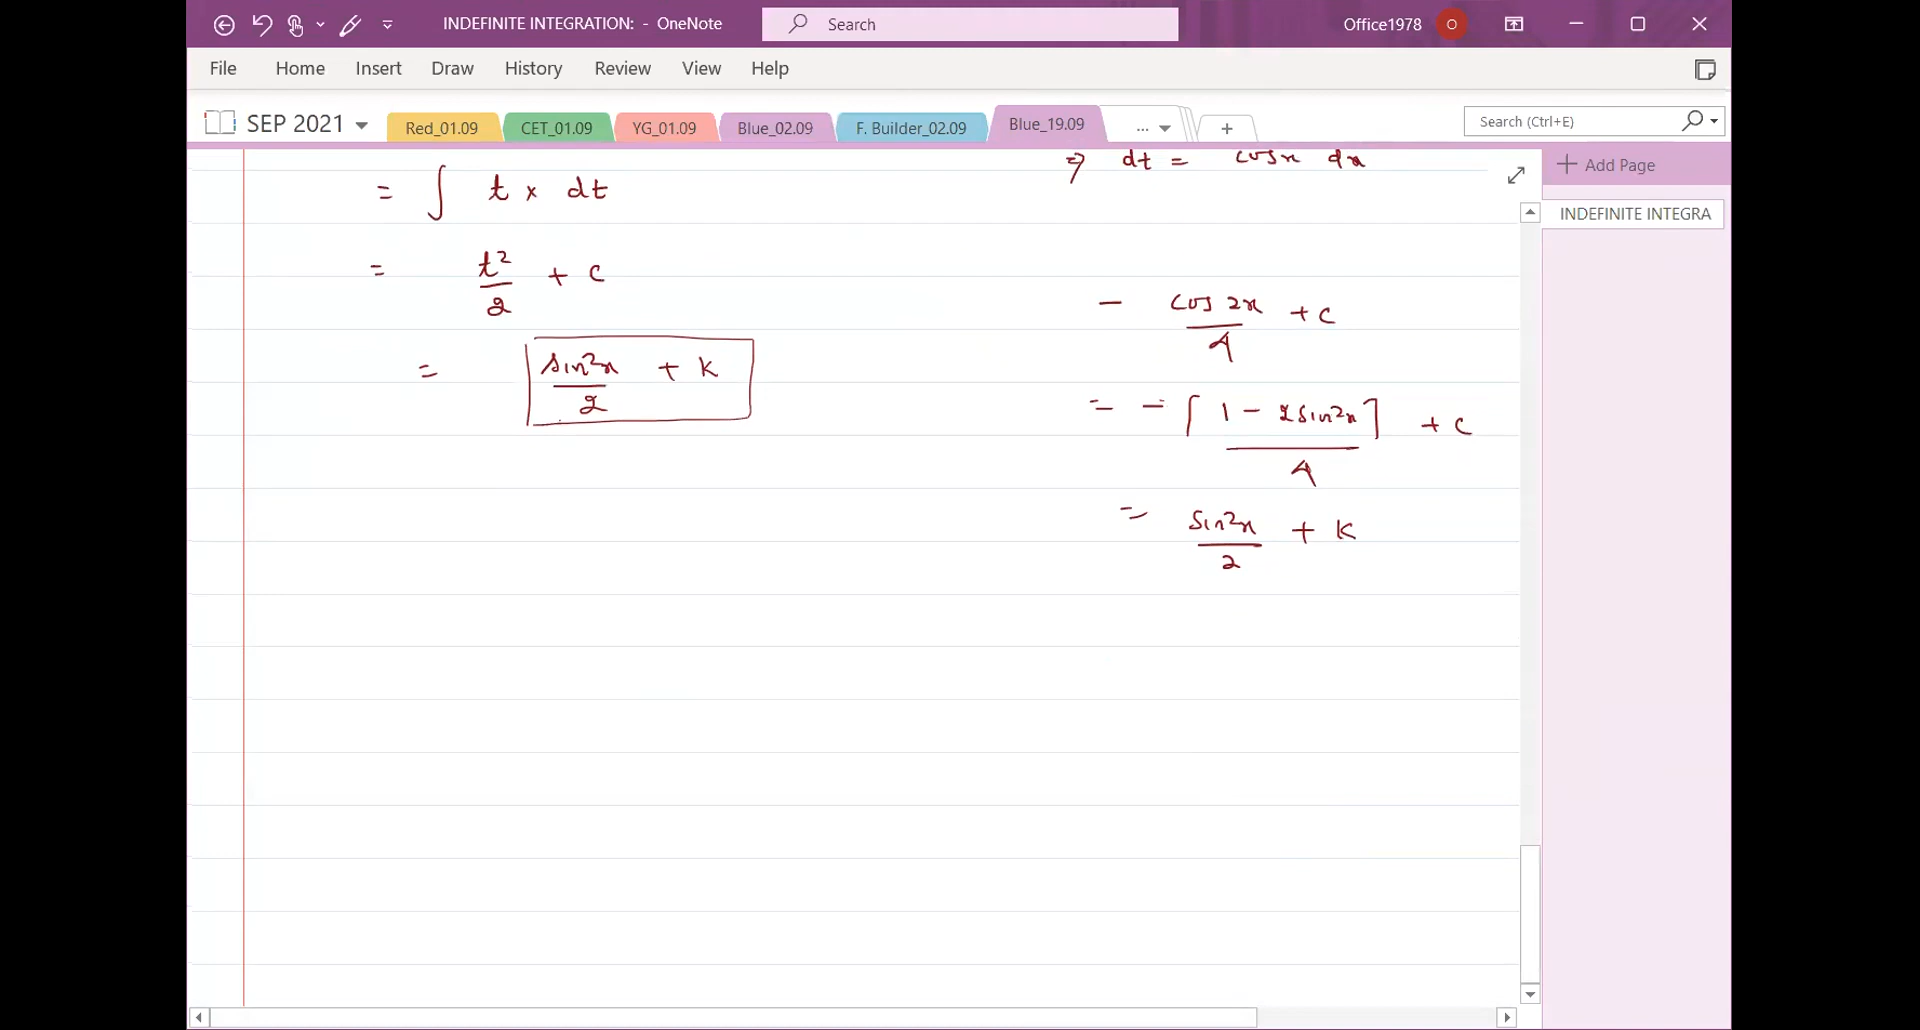 INDEFINITE INTEGRATION: - OneNote
Search
Office1978
O
File Home Insert Draw History Review View Help
SEP 2021
Red_01.09 CET_01.09 YG_01.09 Blue_02.09 F. Builder_02.09 Blue_19.09 ... +
Search (Ctrl+E)
Add Page
INDEFINITE INTEGRA
= ∫ t × dt
= t²/2 + c
= sin²x/2 + k
⇒ dt = cosx dx
- cos 2x/4 + c
= - [1 - 2sin²x]/4 + c
= sin²x/2 + k